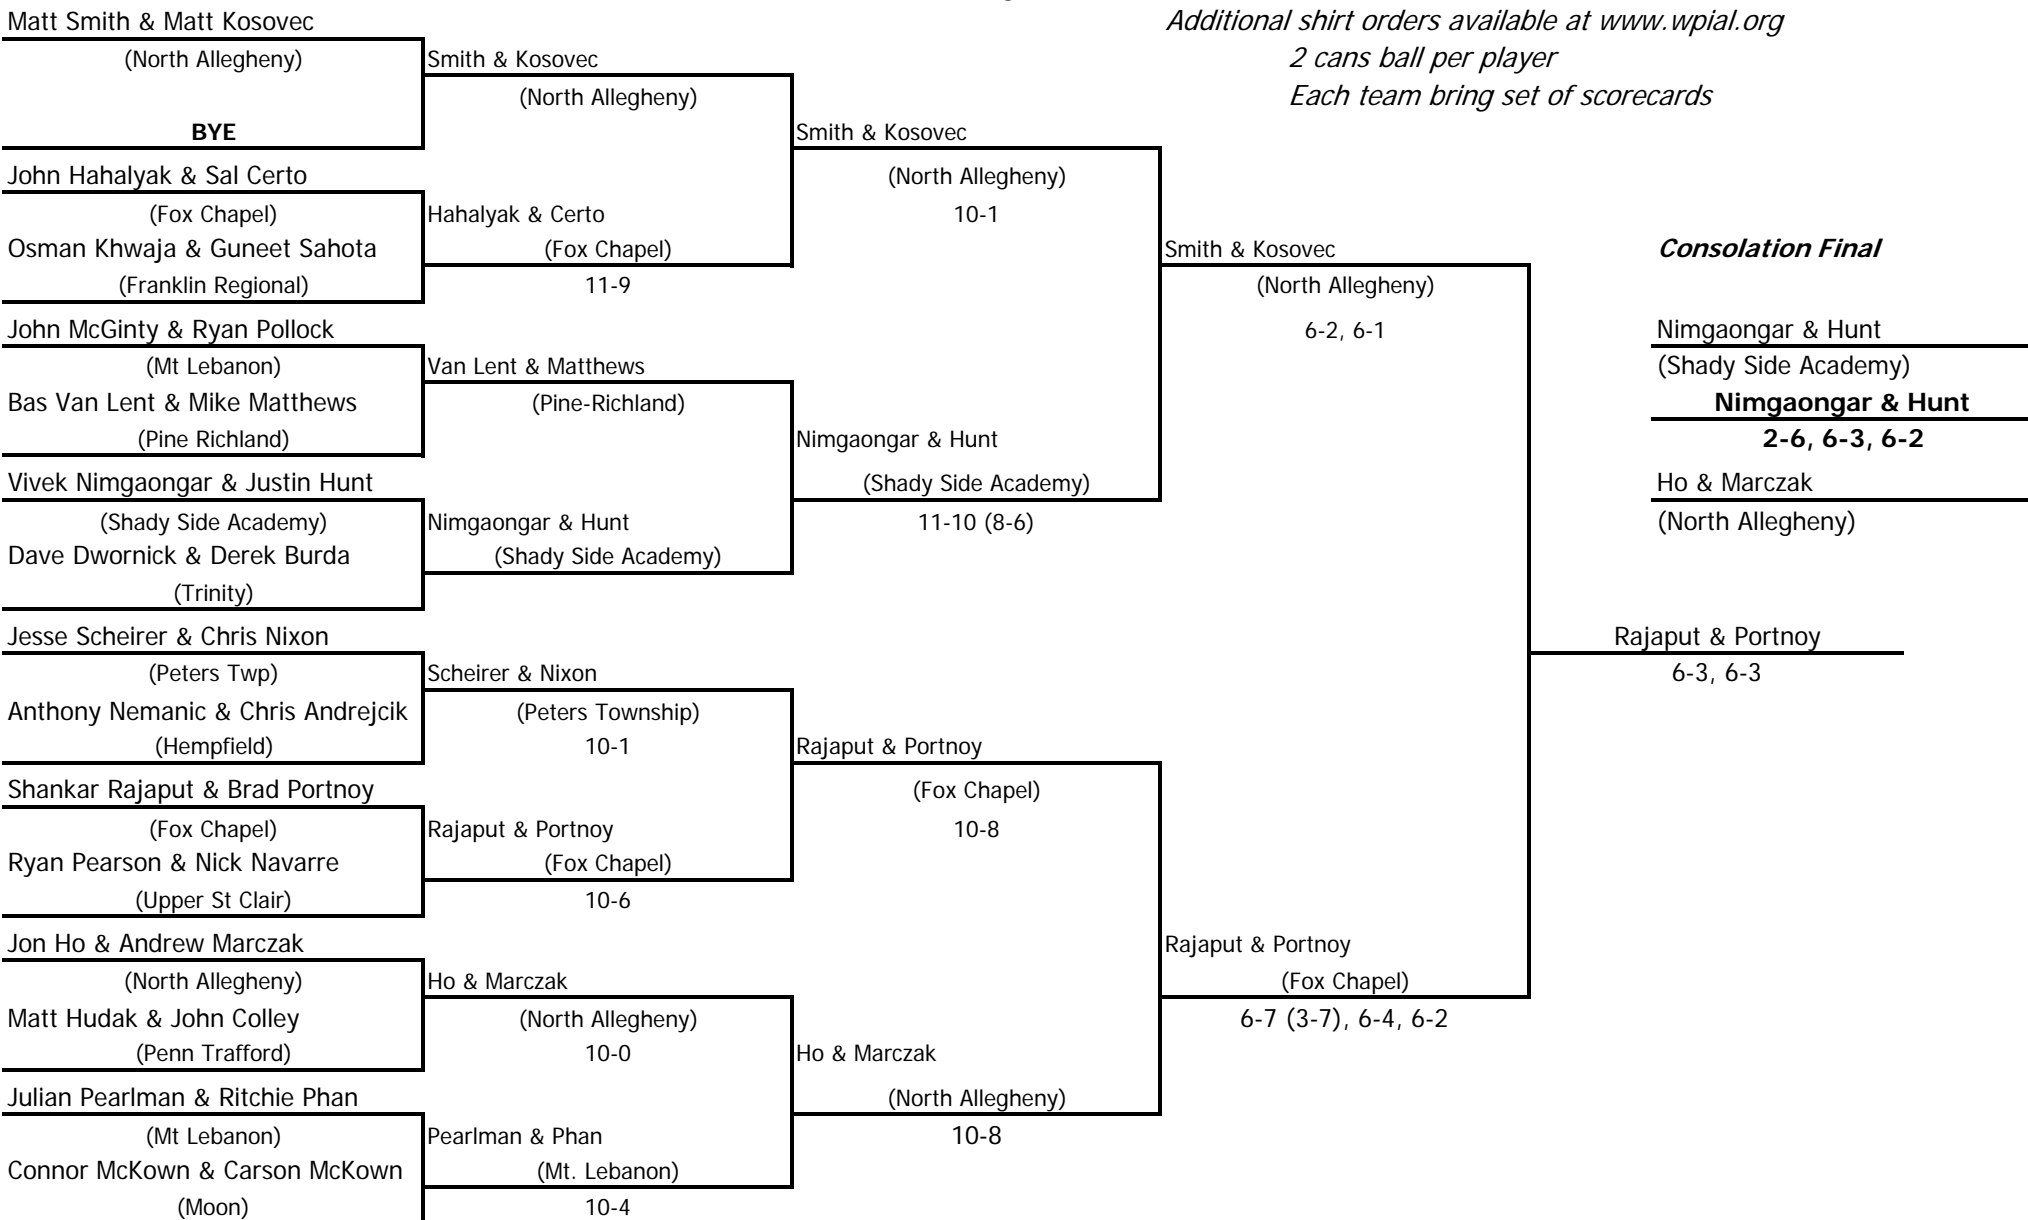 Matt Smith & Matt Kosovec
(North Allegheny)
BYE
John Hahalyak & Sal Certo
(Fox Chapel)
Osman Khwaja & Guneet Sahota
(Franklin Regional)
John McGinty & Ryan Pollock
(Mt Lebanon)
Bas Van Lent & Mike Matthews
(Pine Richland)
Vivek Nimgaongar & Justin Hunt
(Shady Side Academy)
Dave Dwornick & Derek Burda
(Trinity)
Jesse Scheirer & Chris Nixon
(Peters Twp)
Anthony Nemanic & Chris Andrejcik
(Hempfield)
Shankar Rajaput & Brad Portnoy
(Fox Chapel)
Ryan Pearson & Nick Navarre
(Upper St Clair)
Jon Ho & Andrew Marczak
(North Allegheny)
Matt Hudak & John Colley
(Penn Trafford)
Julian Pearlman & Ritchie Phan
(Mt Lebanon)
Connor McKown & Carson McKown
(Moon)
Smith & Kosovec
(North Allegheny)
Hahalyak & Certo
(Fox Chapel)
11-9
Van Lent & Matthews
(Pine-Richland)
Nimgaongar & Hunt
(Shady Side Academy)
Scheirer & Nixon
(Peters Township)
10-1
Rajaput & Portnoy
(Fox Chapel)
10-6
Ho & Marczak
(North Allegheny)
10-0
Pearlman & Phan
(Mt. Lebanon)
10-4
Smith & Kosovec
(North Allegheny)
10-1
Nimgaongar & Hunt
(Shady Side Academy)
11-10 (8-6)
Rajaput & Portnoy
(Fox Chapel)
10-8
Ho & Marczak
(North Allegheny)
10-8
Additional shirt orders available at www.wpial.org
2 cans ball per player
Each team bring set of scorecards
Smith & Kosovec
(North Allegheny)
6-2, 6-1
Rajaput & Portnoy
(Fox Chapel)
6-7 (3-7), 6-4, 6-2
Consolation Final
Nimgaongar & Hunt
(Shady Side Academy)
Nimgaongar & Hunt
2-6, 6-3, 6-2
Ho & Marczak
(North Allegheny)
Rajaput & Portnoy
6-3, 6-3